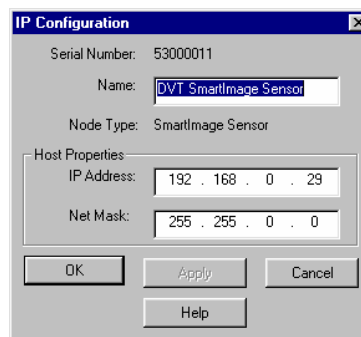 IP Configuration
Serial Number: 53000011
Name: DVT SmartImage Sensor
Node Type: SmartImage Sensor
Host Properties
IP Address: 192 . 168 . 0 . 29
Net Mask: 255 . 255 . 0 . 0
OK Apply Cancel
Help